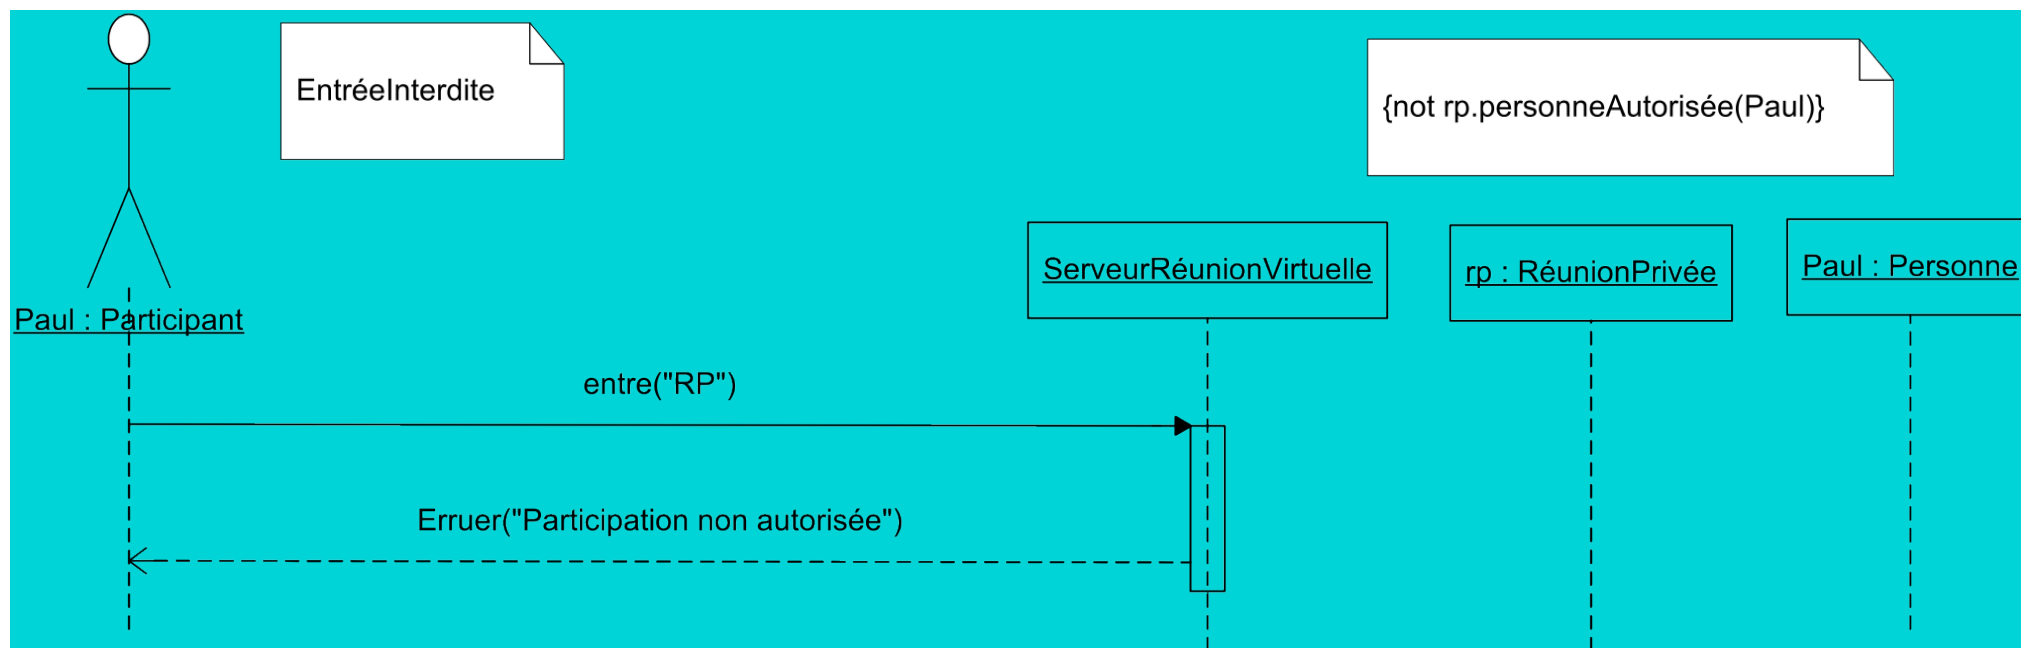 EntréeInterdite
{not rp.personneAutorisée(Paul)}
ServeurRéunionVirtuelle
rp : RéunionPrivée
Paul : Personne
Paul : Participant
entre("RP")
Erruer("Participation non autorisée")